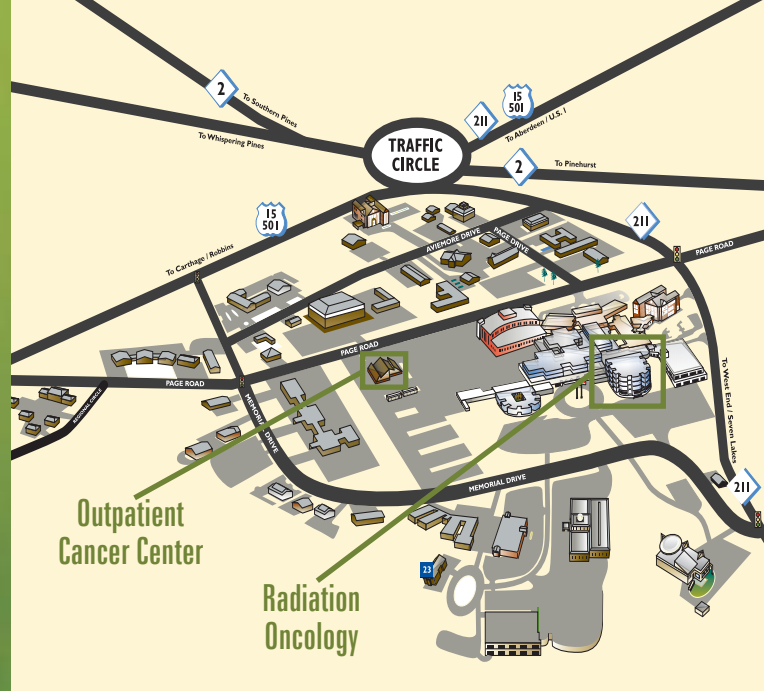 2
To Southern Pines
To Whispering Pines
TRAFFIC
CIRCLE
211
15
501
To Aberdeen / U.S. 1
2
To Pinehurst
15
501
To Carthage / Robbins
211
AVIEMORE DRIVE
PAGE DRIVE
PAGE ROAD
PAGE ROAD
PAGE ROAD
REGIONAL CIRCLE
MEMORIAL DRIVE
To West End / Seven Lakes
MEMORIAL DRIVE
211
Outpatient
Cancer Center
23
Radiation
Oncology